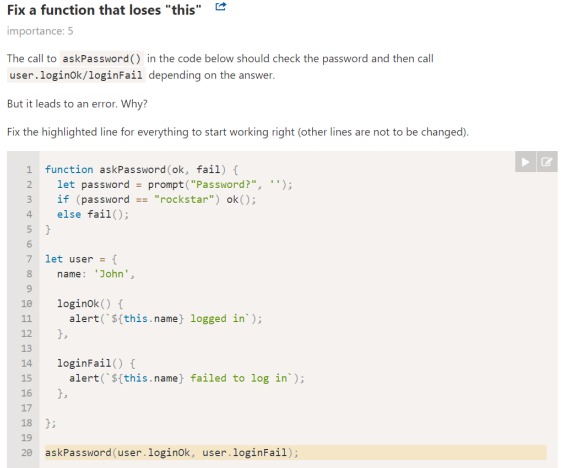 Fix a function that loses "this"
importance: 5
The call to askPassword() in the code below should check the password and then call
user.loginOk/loginFail depending on the answer.
But it leads to an error. Why?
Fix the highlighted line for everything to start working right (other lines are not to be changed).
1 function askPassword(ok, fail) {
2   let password = prompt("Password?", '');
3   if (password == "rockstar") ok();
4   else fail();
5 }
6
7 let user = {
8   name: 'John',
9
10   loginOk() {
11     alert(`${this.name} logged in`);
12   },
13
14   loginFail() {
15     alert(`${this.name} failed to log in`);
16   },
17
18 };
19
20 askPassword(user.loginOk, user.loginFail);